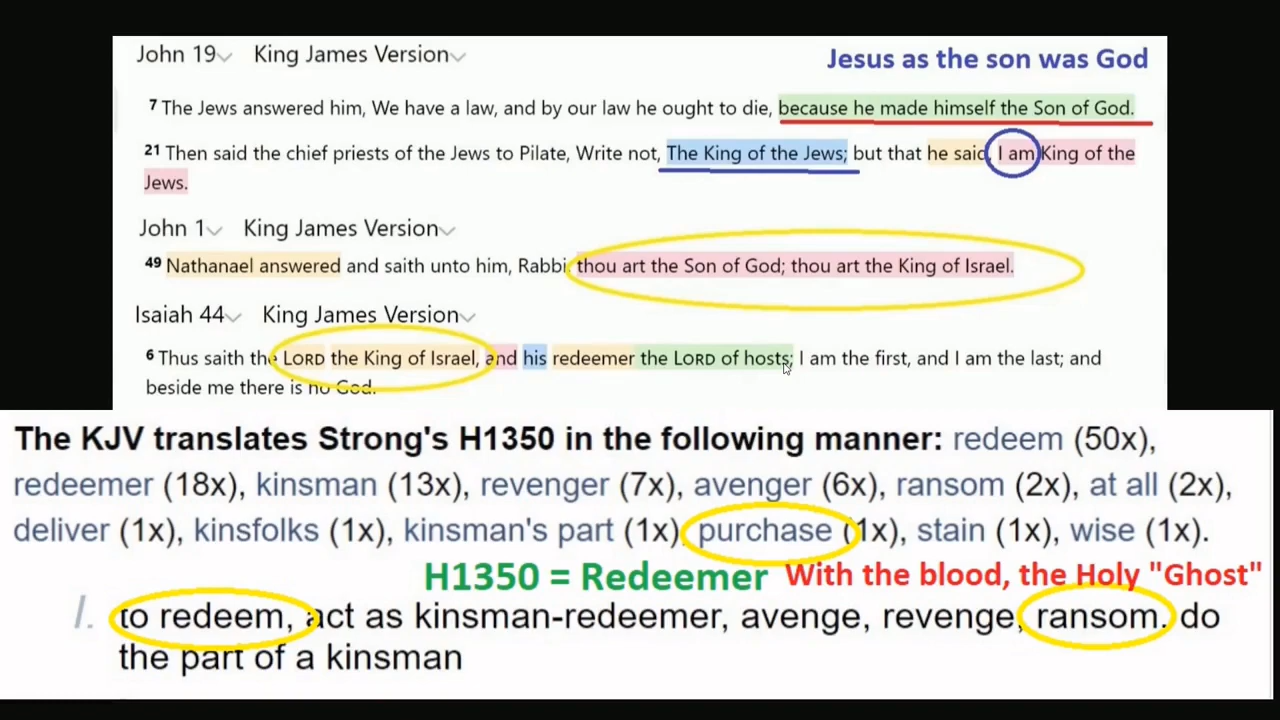 John 19 King James Version Jesus as the son was God
7 The Jews answered him, We have a law, and by our law he ought to die, because he made himself the Son of God.
21 Then said the chief priests of the Jews to Pilate, Write not, The King of the Jews; but that he said, I am King of the
Jews.
John 1 King James Version
49 Nathanael answered and saith unto him, Rabbi, thou art the Son of God; thou art the King of Israel.
Isaiah 44 King James Version
6 Thus saith the LORD the King of Israel, and his redeemer the LORD of hosts; I am the first, and I am the last; and
beside me there is no God.
The KJV translates Strong's H1350 in the following manner: redeem (50x),
redeemer (18x), kinsman (13x), revenger (7x), avenger (6x), ransom (2x), at all (2x),
deliver (1x), kinsfolks (1x), kinsman's part (1x), purchase (1x), stain (1x), wise (1x).
H1350 = Redeemer With the blood, the Holy "Ghost"
I. to redeem, act as kinsman-redeemer, avenge, revenge, ransom. do
the part of a kinsman